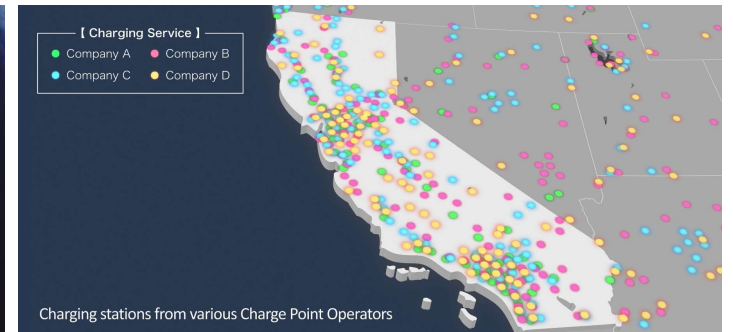 [ Charging Service ]
Company A Company B
Company C Company D
Charging stations from various Charge Point Operators